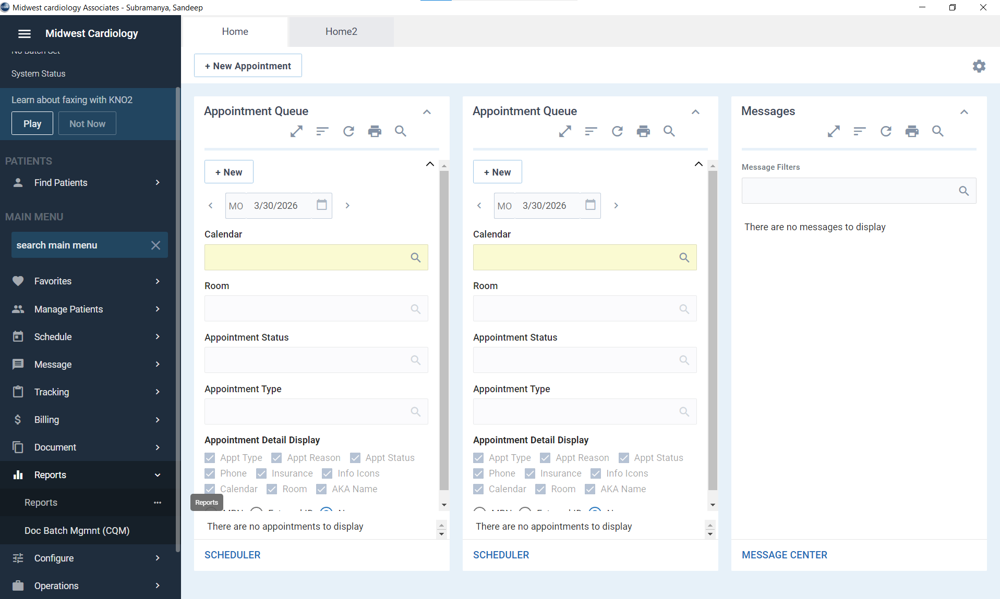 Midwest cardiology Associates - Subramanya, Sandeep
Midwest Cardiology
System Status
Learn about faxing with KNO2
Play
Not Now
PATIENTS
Find Patients
MAIN MENU
search main menu
Favorites
Manage Patients
Schedule
Message
Tracking
Billing
Document
Reports
Reports
Doc Batch Mgmnt (CQM)
Configure
Operations
Reports
Home
Home2
+ New Appointment
Appointment Queue
+ New
MO 3/30/2026
Calendar
Room
Appointment Status
Appointment Type
Appointment Detail Display
Appt Type Appt Reason Appt Status
Phone Insurance Info Icons
Calendar Room AKA Name
There are no appointments to display
SCHEDULER
Appointment Queue
+ New
MO 3/30/2026
Calendar
Room
Appointment Status
Appointment Type
Appointment Detail Display
Appt Type Appt Reason Appt Status
Phone Insurance Info Icons
Calendar Room AKA Name
There are no appointments to display
SCHEDULER
Messages
Message Filters
There are no messages to display
MESSAGE CENTER